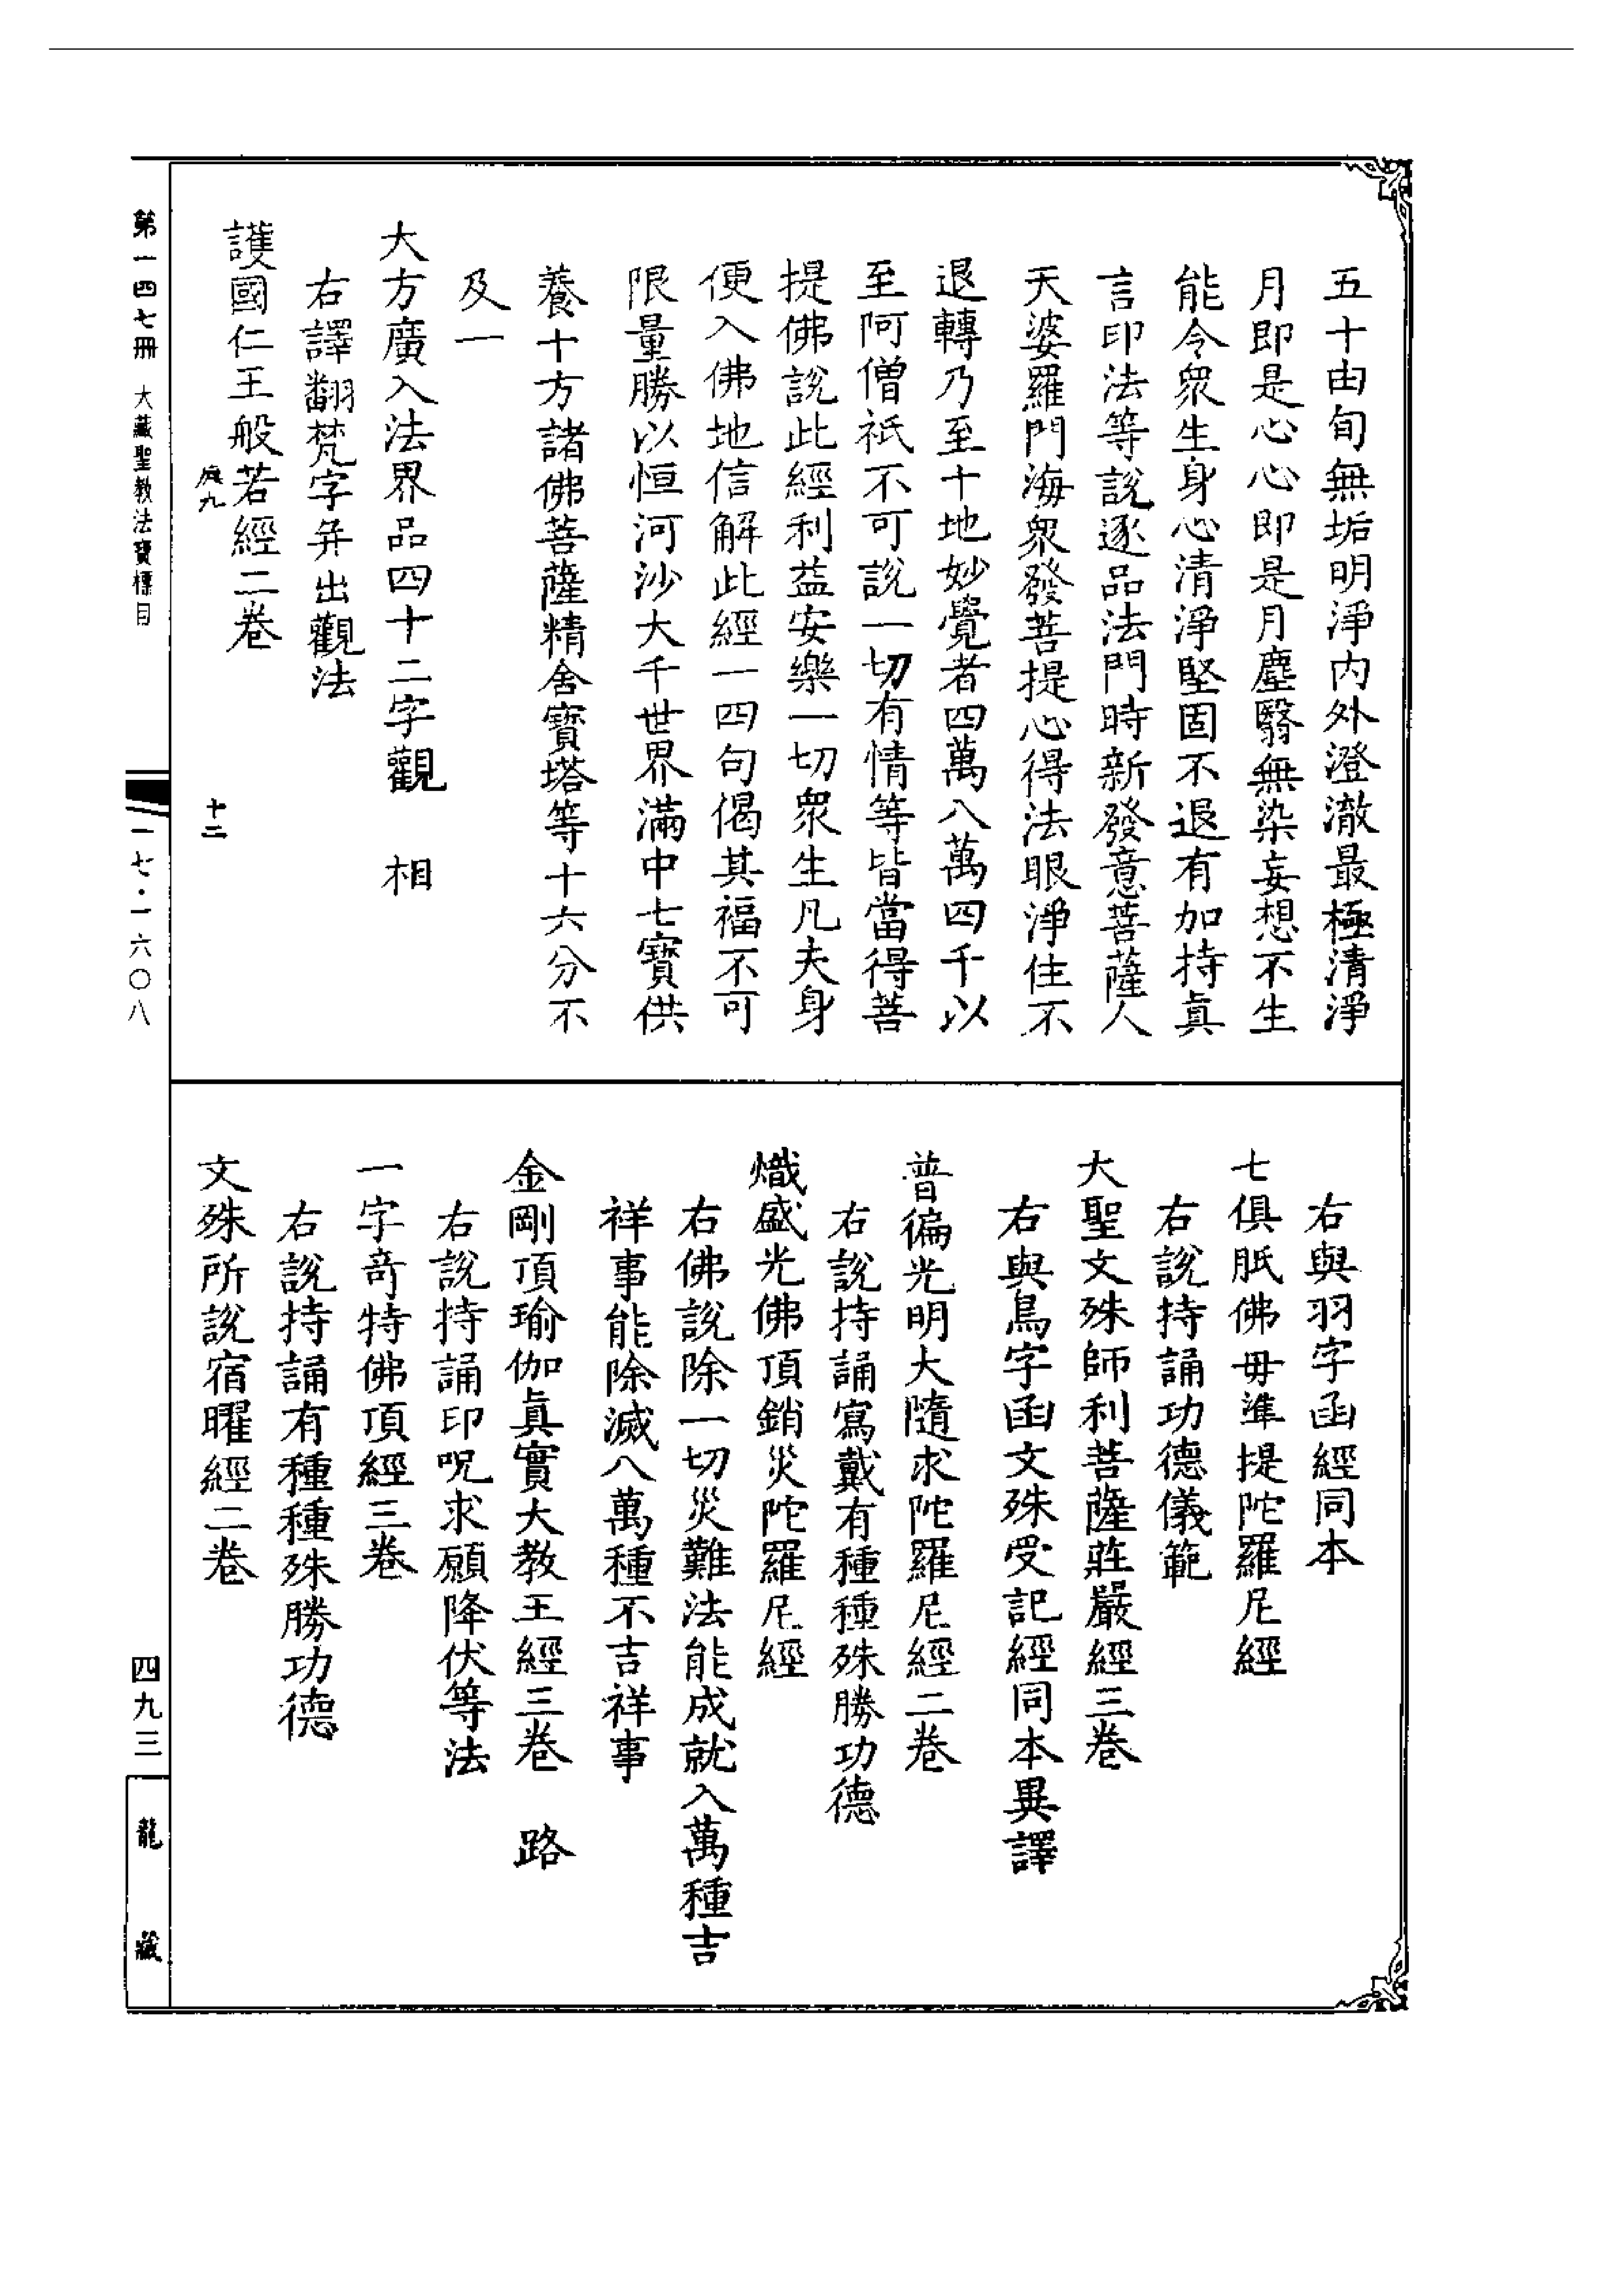 五十由旬無垢明淨內外澄澈最極清淨
月即是心心即是月塵翳無染妄想不生
能令衆生身心清淨堅固不退有加持眞
言印法等說逐品法門時新發意菩薩人
天婆羅門海衆發菩提心得法眼淨住不
退轉乃至十地妙覺者四萬八萬四千以
至阿僧祇不可說一切有情等皆當得菩
提佛說此經利益安樂一切衆生凡夫身
便入佛地信解此經一四句偈其福不可
限量勝以恒河沙大千世界滿中七寶供
養十方諸佛菩薩精舍寶塔等十六分不
及一
大方廣入法界品四十二字觀　相
右譯翻梵字并出觀法
護國仁王般若經二卷
庭九　十二
右與羽字函經同本
七俱胝佛毋準提陀羅尼經
右說持誦功德儀範
大聖文殊師利菩薩莊嚴經三卷
右與鳥字函文殊受記經同本異譯
普徧光明大隨求陀羅尼經二卷
右說持誦寫戴有種種殊勝功德
熾盛光佛頂銷災陀羅尼經
右佛說除一切災難法能成就入萬種吉
祥事能除滅八萬種不吉祥事
金剛頂瑜伽眞實大教王經三卷　路
右說持誦印呪求願降伏等法
一字竒特佛頂經三卷
右說持誦有種種殊勝功德
文殊所說宿曜經二卷
第一四七冊　大藏聖教法寶標目
一七·一六〇八
四九三
龍藏